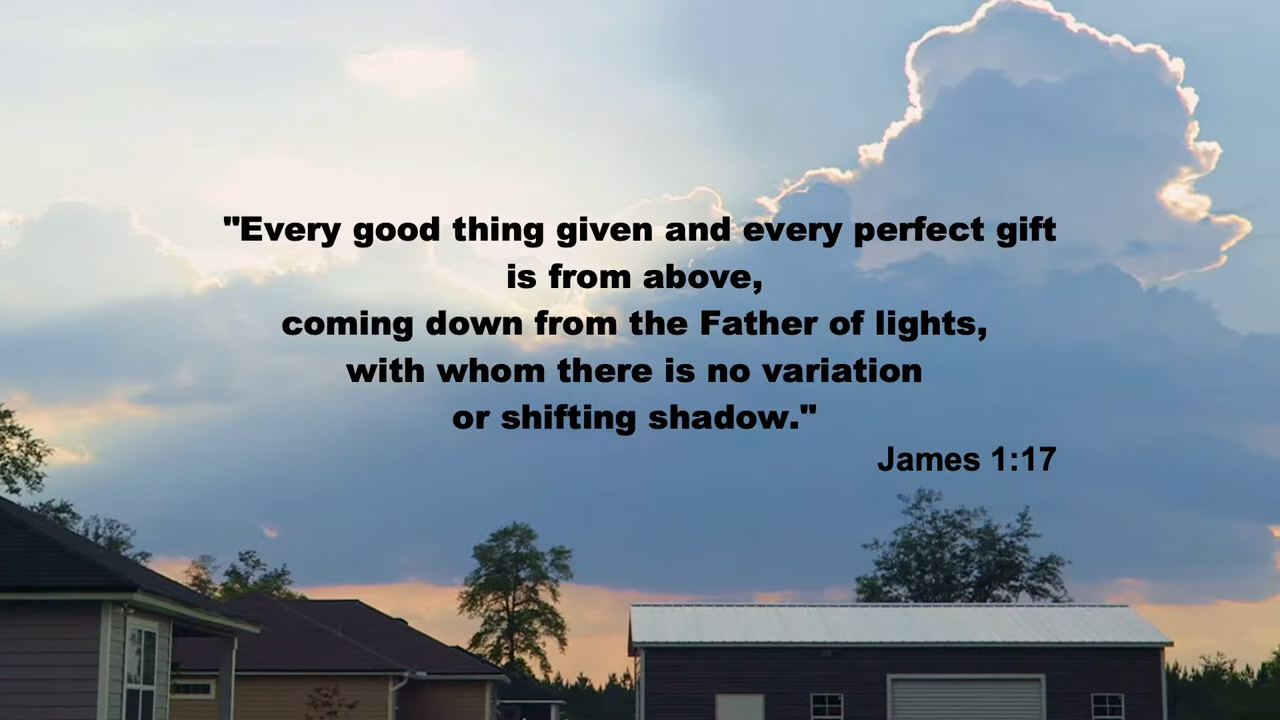 "Every good thing given and every perfect gift
is from above,
coming down from the Father of lights,
with whom there is no variation
or shifting shadow."
James 1:17